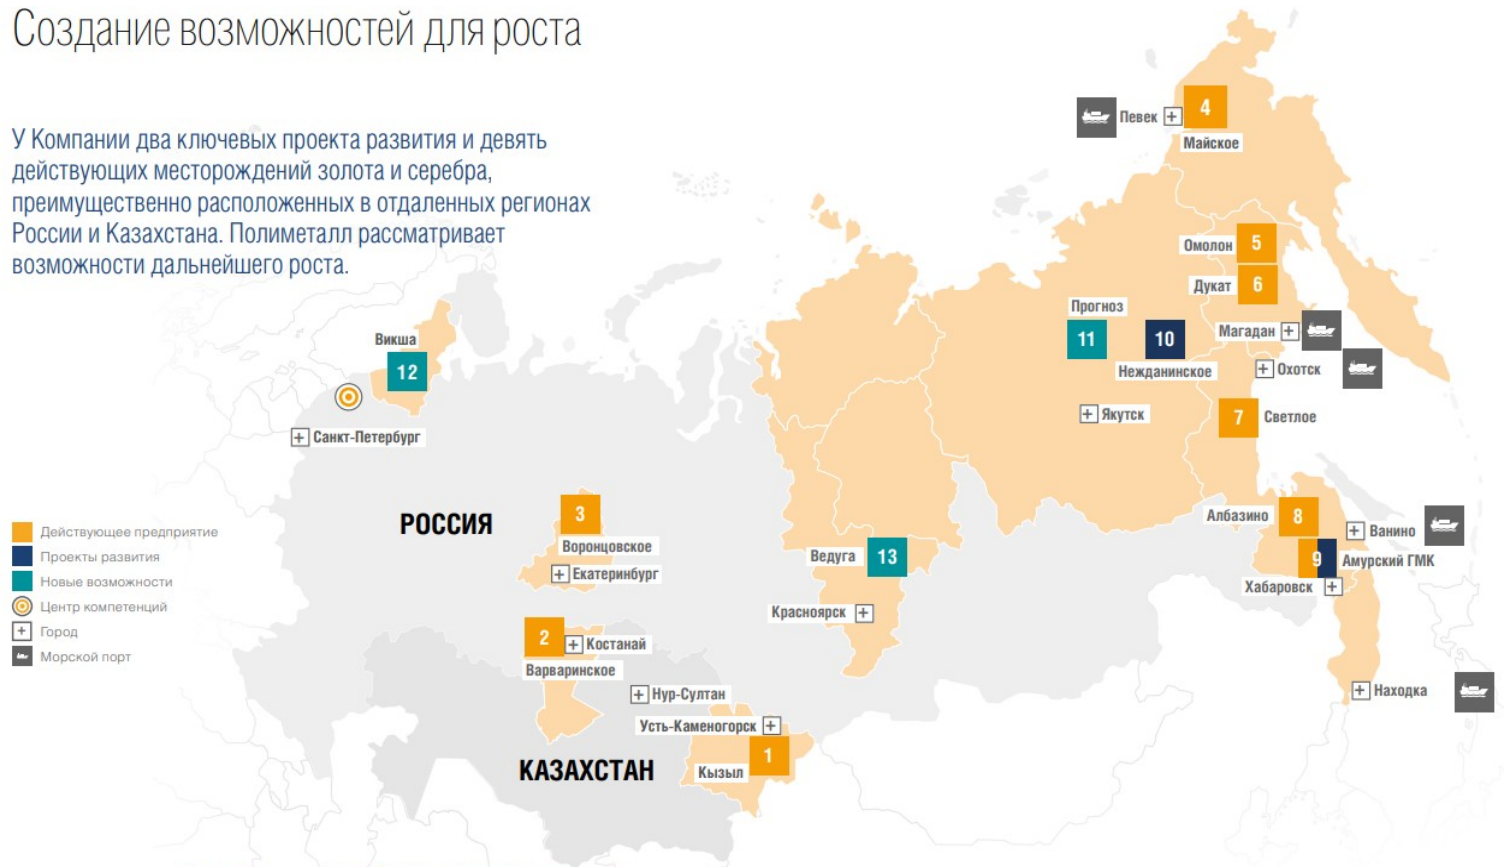 Создание возможностей для роста
У Компании два ключевых проекта развития и девять
действующих месторождений золота и серебра,
преимущественно расположенных в отдаленных регионах
России и Казахстана. Полиметалл рассматривает
возможности дальнейшего роста.
Певек
4
Майское
Омолон
5
Дукат
6
Прогноз
11
10
Нежданинское
Магадан
Охотск
Якутск
7
Светлое
Викша
12
Санкт-Петербург
РОССИЯ
3
Воронцовское
Екатеринбург
Действующее предприятие
Проекты развития
Новые возможности
Центр компетенций
Город
Морской порт
Ведуга
13
Красноярск
Албазино
8
Ванино
9
Амурский ГМК
Хабаровск
Находка
2
Костанай
Варваринское
Нур-Султан
Усть-Каменогорск
КАЗАХСТАН
Кызыл
1